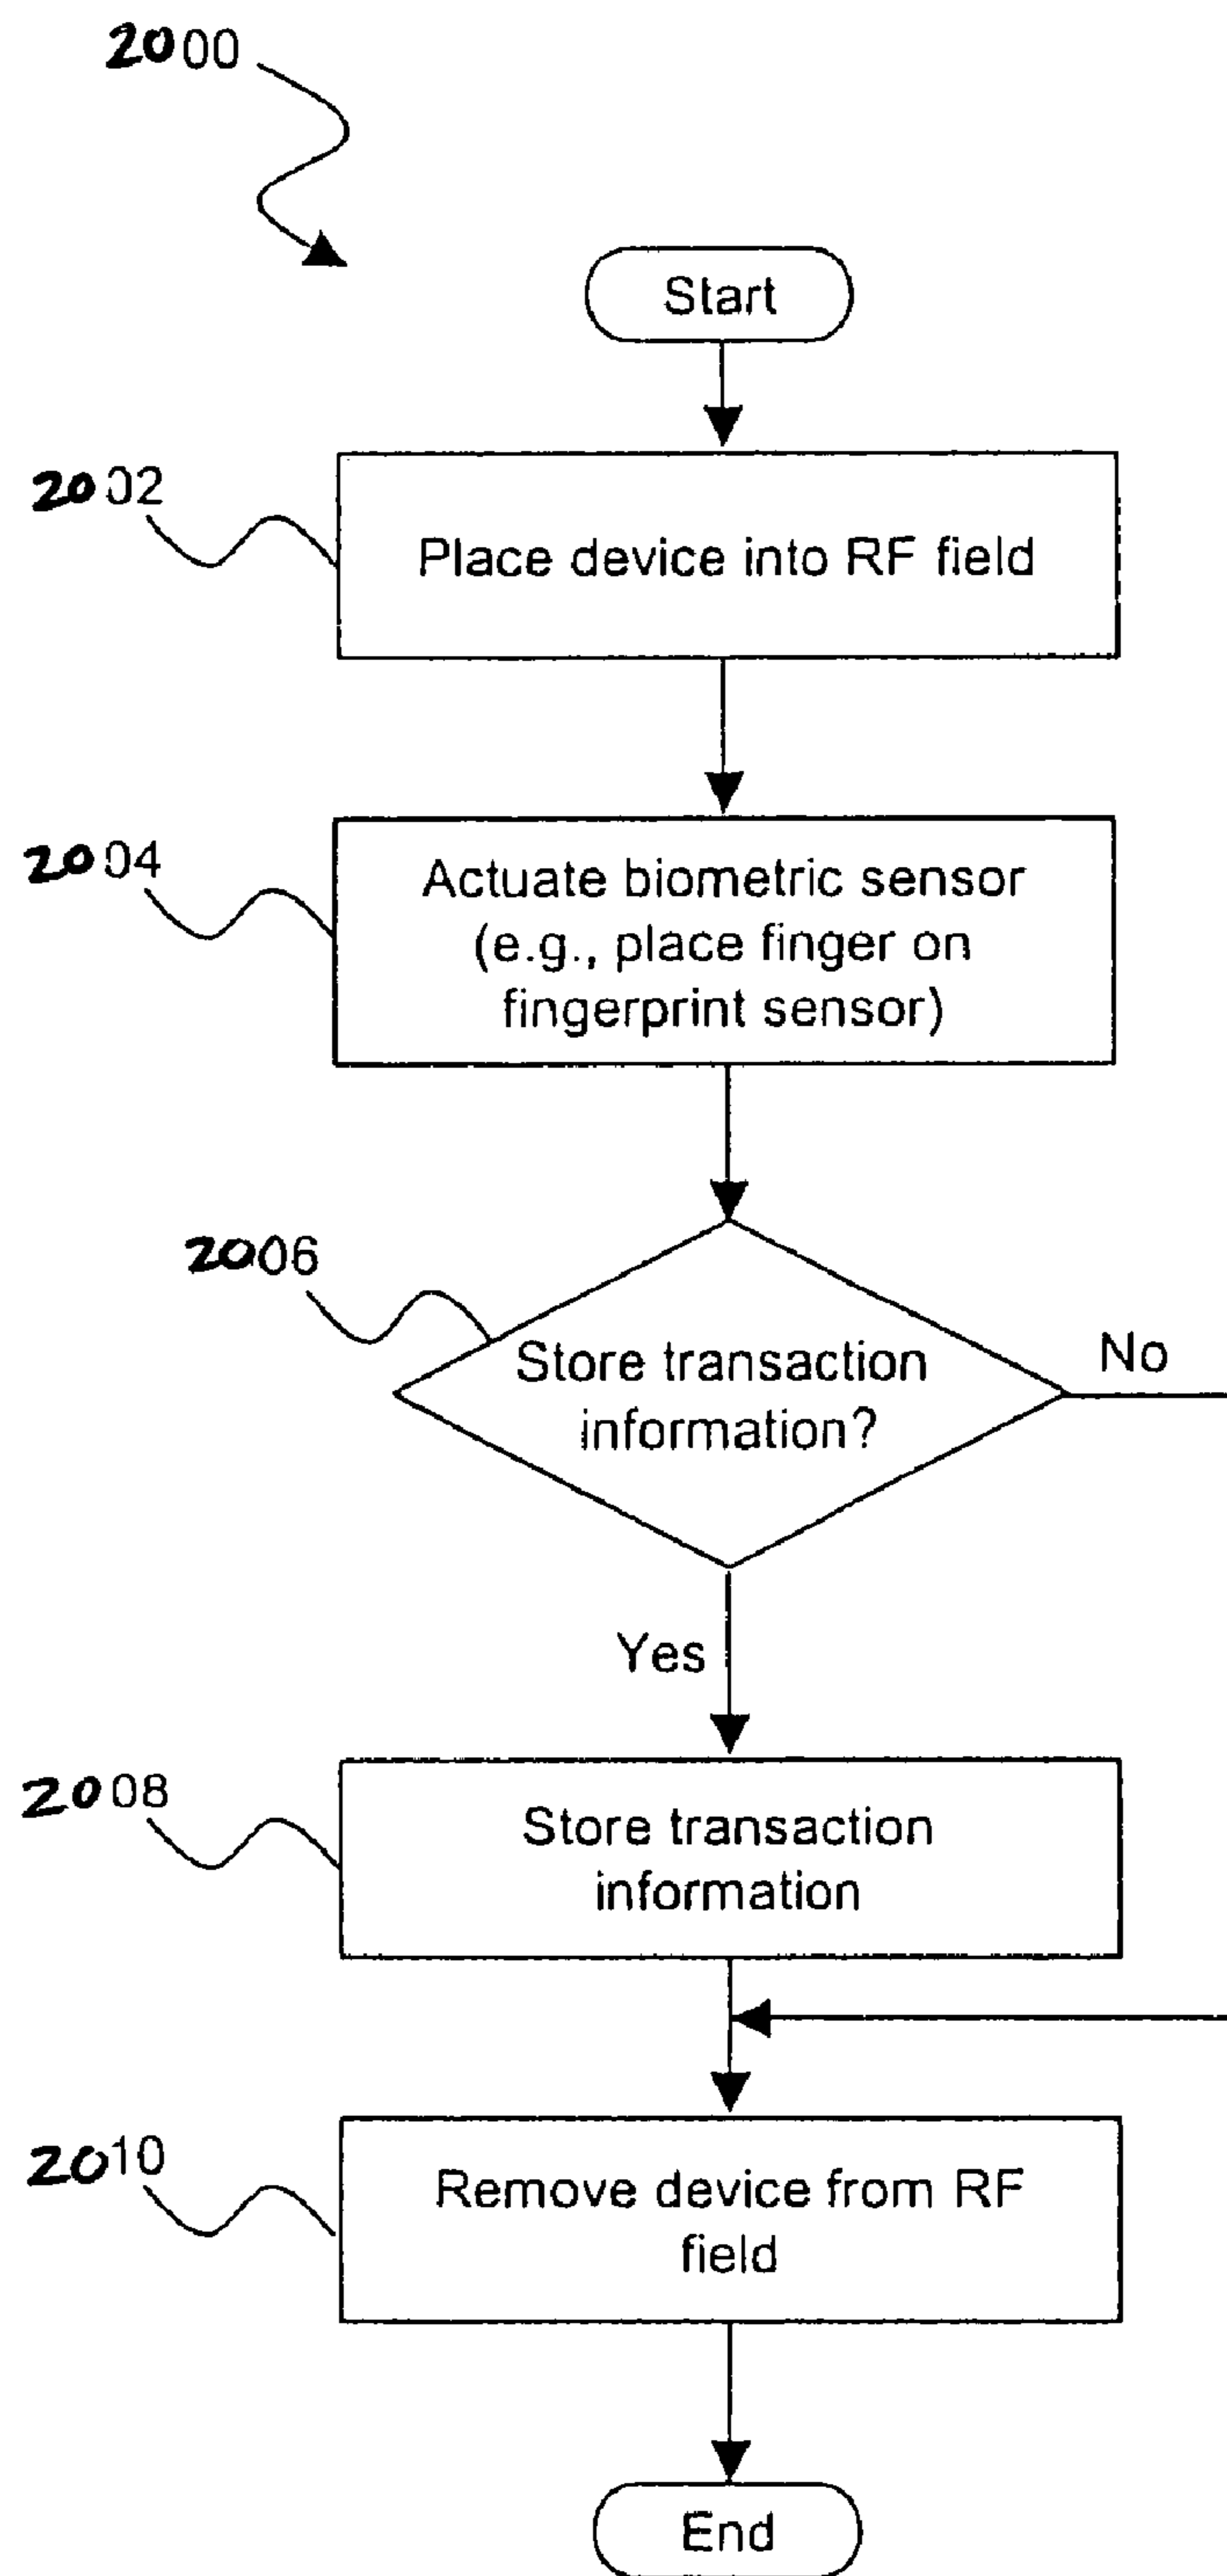 2000
Start
2002
Place device into RF field
2004
Actuate biometric sensor
(e.g., place finger on
fingerprint sensor)
2006
Store transaction
information?
No
Yes
2008
Store transaction
information
2010
Remove device from RF
field
End